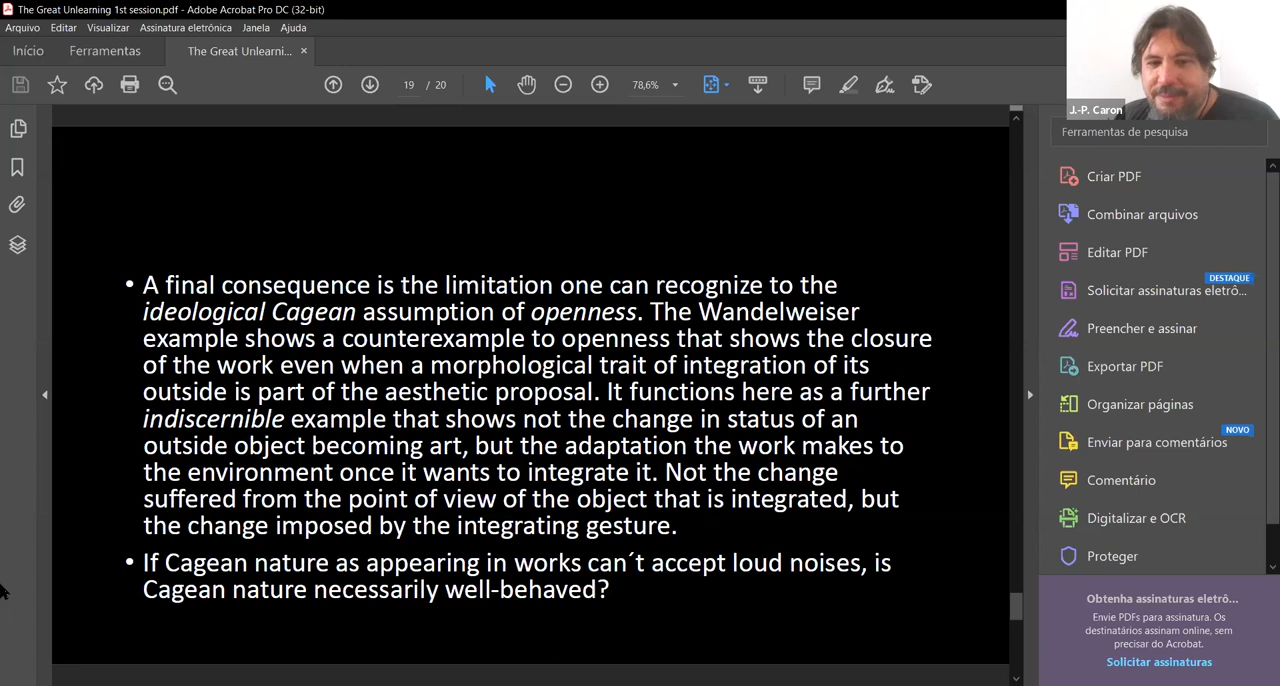 The Great Unlearning 1st session.pdf - Adobe Acrobat Pro DC (32-bit)
Arquivo Editar Visualizar Assinatura eletrônica Janela Ajuda
Início Ferramentas The Great Unlearni... ×
19 / 20 78,6%
J.-P. Caron
Ferramentas de pesquisa
• A final consequence is the limitation one can recognize to the
ideological Cagean assumption of openness. The Wandelweiser
example shows a counterexample to openness that shows the closure
of the work even when a morphological trait of integration of its
outside is part of the aesthetic proposal. It functions here as a further
indiscernible example that shows not the change in status of an
outside object becoming art, but the adaptation the work makes to
the environment once it wants to integrate it. Not the change
suffered from the point of view of the object that is integrated, but
the change imposed by the integrating gesture.
• If Cagean nature as appearing in works can´t accept loud noises, is
Cagean nature necessarily well-behaved?
Criar PDF
Combinar arquivos
Editar PDF
DESTAQUE
Solicitar assinaturas eletrô...
Preencher e assinar
Exportar PDF
Organizar páginas
NOVO
Enviar para comentários
Comentário
Digitalizar e OCR
Proteger
Obtenha assinaturas eletrô...
Envie PDFs para assinatura. Os
destinatários assinam online, sem
precisar do Acrobat.
Solicitar assinaturas